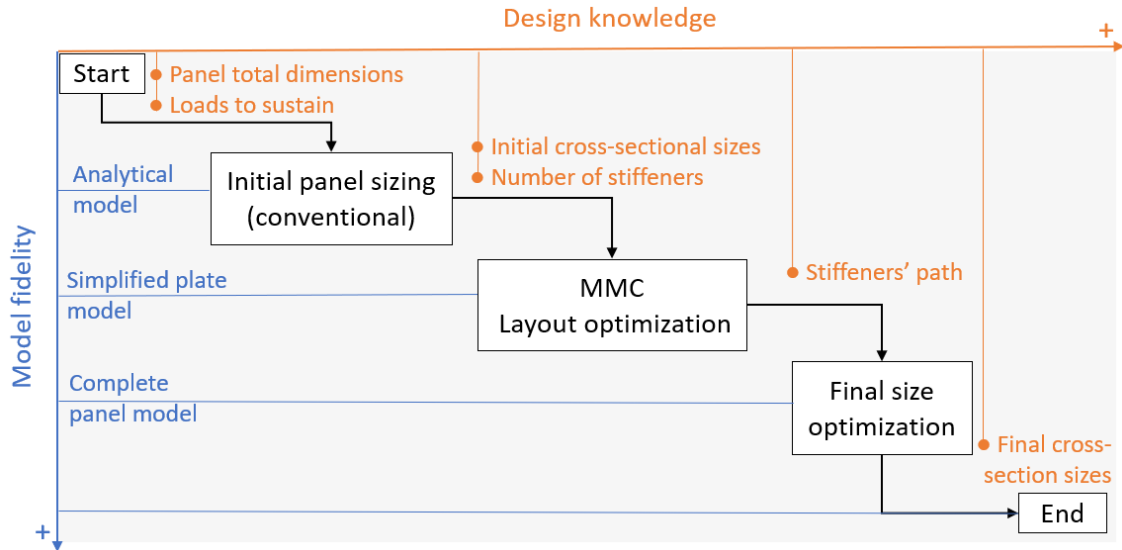 Design knowledge
+
Start
Panel total dimensions
Loads to sustain
Initial cross-sectional sizes
Number of stiffeners
Analytical
model
Initial panel sizing
(conventional)
Model fidelity
Simplified plate
model
MMC
Layout optimization
Stiffeners’ path
Complete
panel model
Final size
optimization
Final cross-
section sizes
End
+